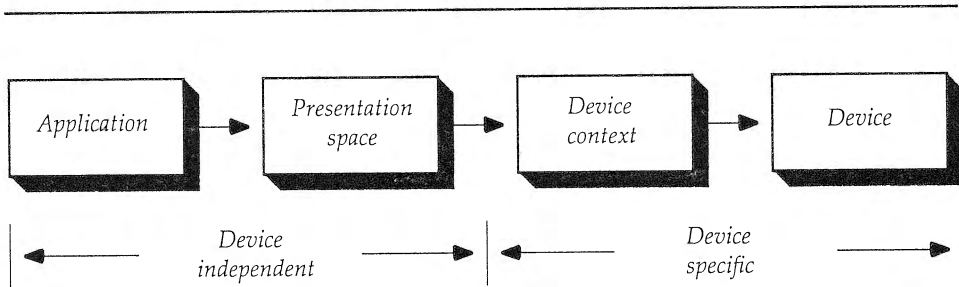 Application
Presentation
space
Device
context
Device
Device
independent
Device
specific